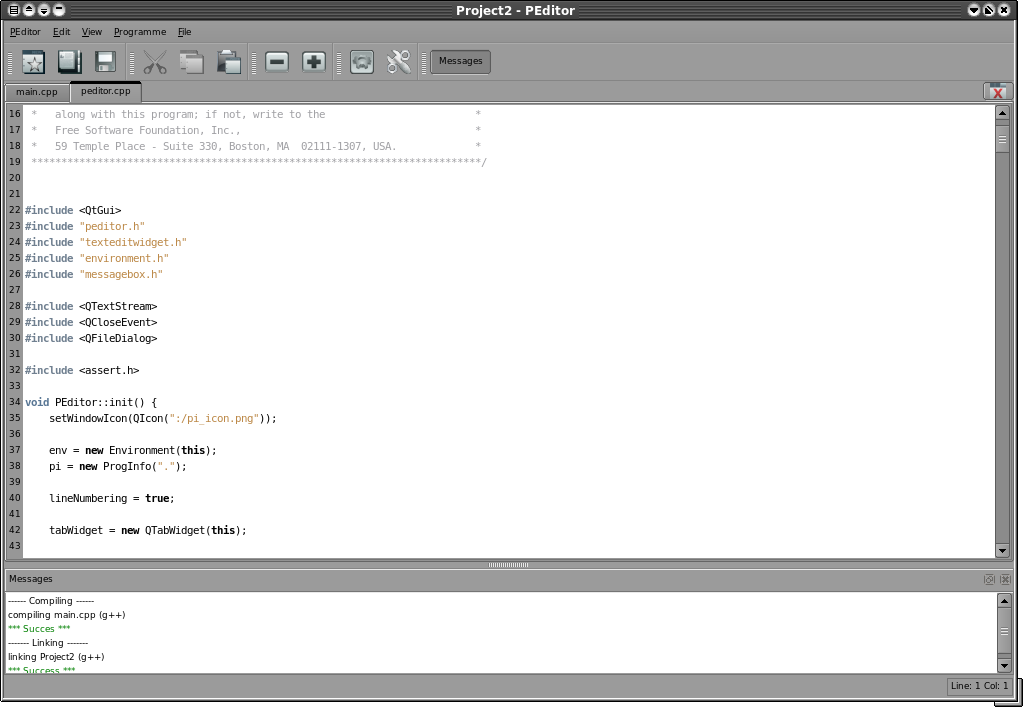 Project2 - PEditor
PEditor Edit View Programme File
Messages
main.cpp peditor.cpp
16 * along with this program; if not, write to the *
17 * Free Software Foundation, Inc., *
18 * 59 Temple Place - Suite 330, Boston, MA 02111-1307, USA. *
19 ***************************************************************************/
20
21
22 #include <QtGui>
23 #include "peditor.h"
24 #include "texteditwidget.h"
25 #include "environment.h"
26 #include "messagebox.h"
27
28 #include <QTextStream>
29 #include <QCloseEvent>
30 #include <QFileDialog>
31
32 #include <assert.h>
33
34 void PEditor::init() {
35 setWindowIcon(QIcon(":/pi_icon.png"));
36
37 env = new Environment(this);
38 pi = new ProgInfo(".");
39
40 lineNumbering = true;
41
42 tabWidget = new QTabWidget(this);
43
Messages
------ Compiling ------
compiling main.cpp (g++)
*** Succes ***
------- Linking -------
linking Project2 (g++)
*** Success ***
Line: 1 Col: 1